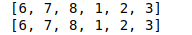 [6, 7, 8, 1, 2, 3]
[6, 7, 8, 1, 2, 3]